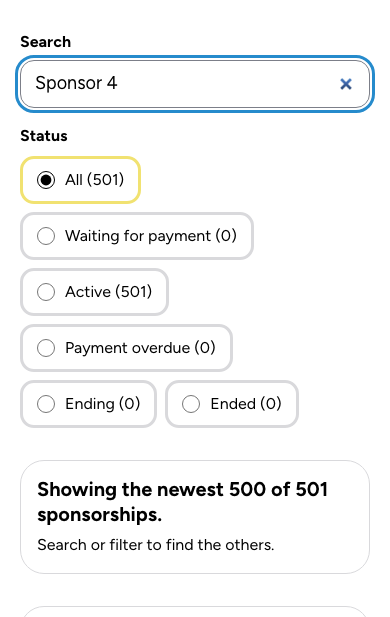 Search
Sponsor 4
Status
All (501)
Waiting for payment (0)
Active (501)
Payment overdue (0)
Ending (0)
Ended (0)
Showing the newest 500 of 501
sponsorships.
Search or filter to find the others.